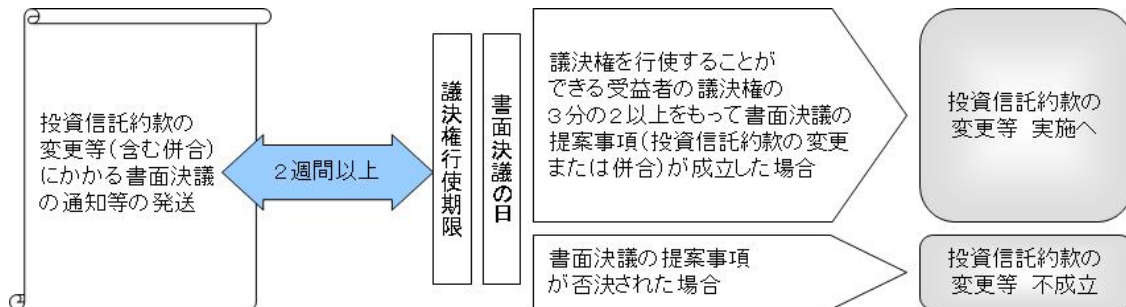 投資信託約款の
変更等(含む併合)
にかかる書面決議
の通知等の発送
2週間以上
議決権行使期限
書面決議の日
議決権を行使することが
できる受益者の議決権の
3分の2以上をもって書面決議の
提案事項(投資信託約款の変更
または併合)が成立した場合
投資信託約款の
変更等 実施へ
書面決議の提案事項
が否決された場合
投資信託約款の
変更等 不成立